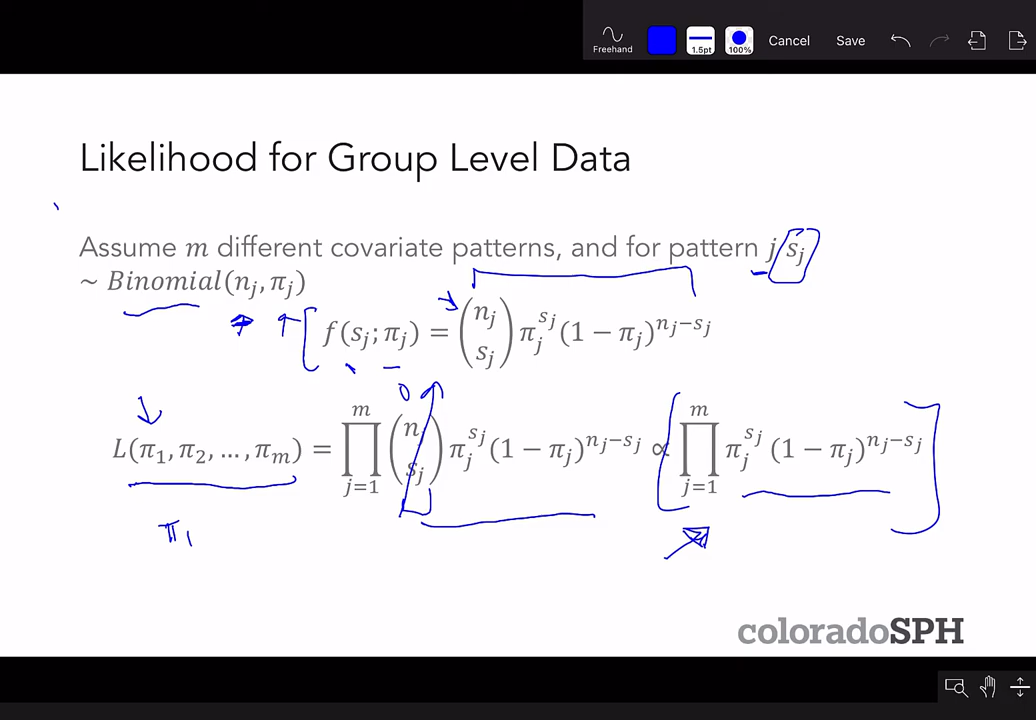 Freehand 1.5pt 100% Cancel Save
Likelihood for Group Level Data
Assume m different covariate patterns, and for pattern j s_j
~ Binomial(n_j, π_j)
f(s_j; π_j) = (n_j s_j) π_j^{s_j} (1 − π_j)^{n_j−s_j}
0
L(π_1, π_2, …, π_m) = ∏_{j=1}^{m} (n_j s_j) π_j^{s_j} (1 − π_j)^{n_j−s_j} ∝ ∏_{j=1}^{m} π_j^{s_j} (1 − π_j)^{n_j−s_j}
π_1
coloradoSPH